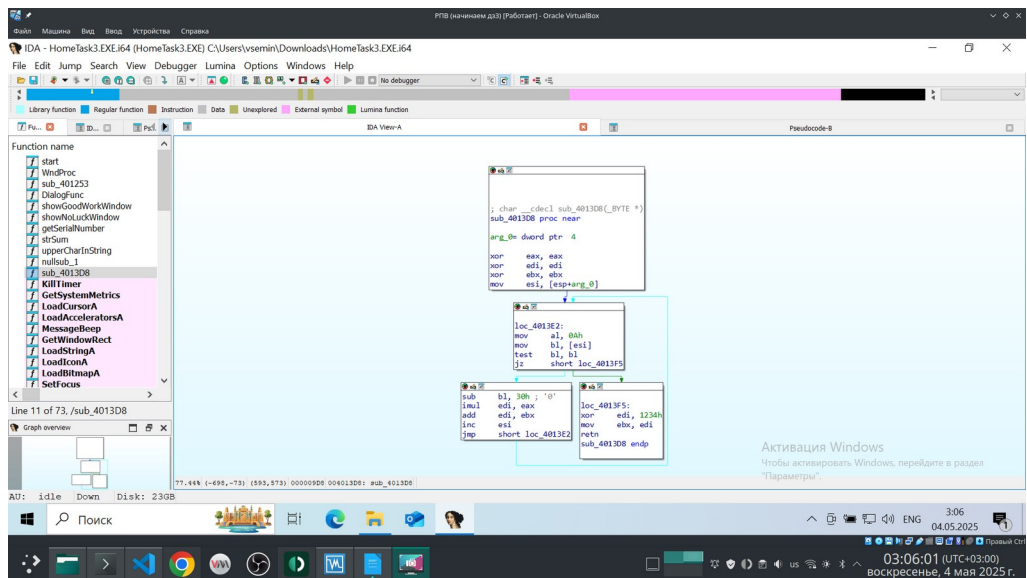 РПВ (начинаем дз3) [Работает] - Oracle VirtualBox
Файл Машина Вид Ввод Устройства Справка
IDA - HomeTask3.EXE.i64 (HomeTask3.EXE) C:\Users\vsemin\Downloads\HomeTask3.EXE.i64
File Edit Jump Search View Debugger Lumina Options Windows Help
No debugger
Library function Regular function Instruction Data Unexplored External symbol Lumina function
Fu... ID... Ps IDA View-A Pseudocode-B
Function name
start
WndProc
sub_401253
DialogFunc
showGoodWorkWindow
showNoLuckWindow
getSerialNumber
strSum
upperCharInString
nullsub_1
sub_4013D8
KillTimer
GetSystemMetrics
LoadCursorA
LoadAcceleratorsA
MessageBeep
GetWindowRect
LoadStringA
LoadIconA
LoadBitmapA
SetFocus
Line 11 of 73, /sub_4013D8
Graph overview
; char __cdecl sub_4013D8(_BYTE *)
sub_4013D8 proc near
arg_0= dword ptr 4
xor eax, eax
xor edi, edi
xor ebx, ebx
mov esi, [esp+arg_0]
loc_4013E2:
mov al, 0Ah
mov bl, [esi]
test bl, bl
jz short loc_4013F5
sub bl, 30h ; '0'
imul edi, eax
add edi, ebx
inc esi
jmp short loc_4013E2
loc_4013F5:
xor edi, 1234h
mov ebx, edi
retn
sub_4013D8 endp
Активация Windows
Чтобы активировать Windows, перейдите в раздел
"Параметры".
77.44% (-698,-73) (593,573) 000009D8 004013D8: sub_4013D8
AU: idle Down Disk: 23GB
Поиск
ENG
3:06
04.05.2025
1
Правый Ctrl
us
03:06:01 (UTC+03:00)
воскресенье, 4 мая 2025 г.